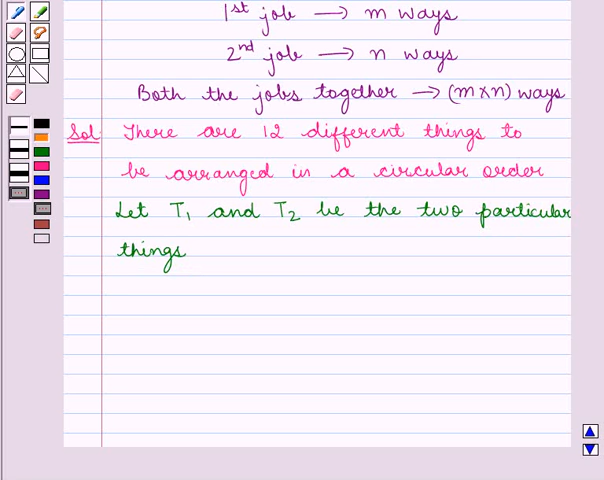 1st job → m ways
2nd job → n ways
Both the jobs together → (m×n) ways
Sol: There are 12 different things to
be arranged in a circular order
Let T₁ and T₂ be the two particular
things